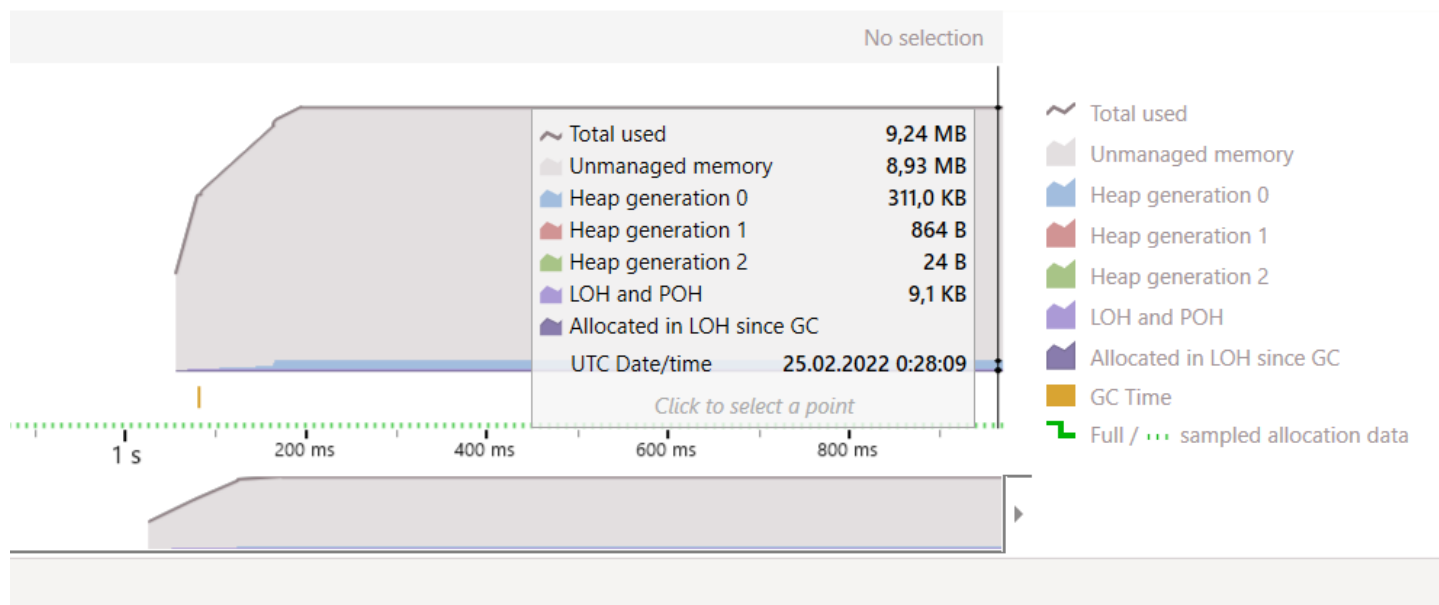 No selection
Total used 9,24 MB
Unmanaged memory 8,93 MB
Heap generation 0 311,0 KB
Heap generation 1 864 B
Heap generation 2 24 B
LOH and POH 9,1 KB
Allocated in LOH since GC
UTC Date/time 25.02.2022 0:28:09
Click to select a point
Total used
Unmanaged memory
Heap generation 0
Heap generation 1
Heap generation 2
LOH and POH
Allocated in LOH since GC
GC Time
Full / sampled allocation data
1 s 200 ms 400 ms 600 ms 800 ms